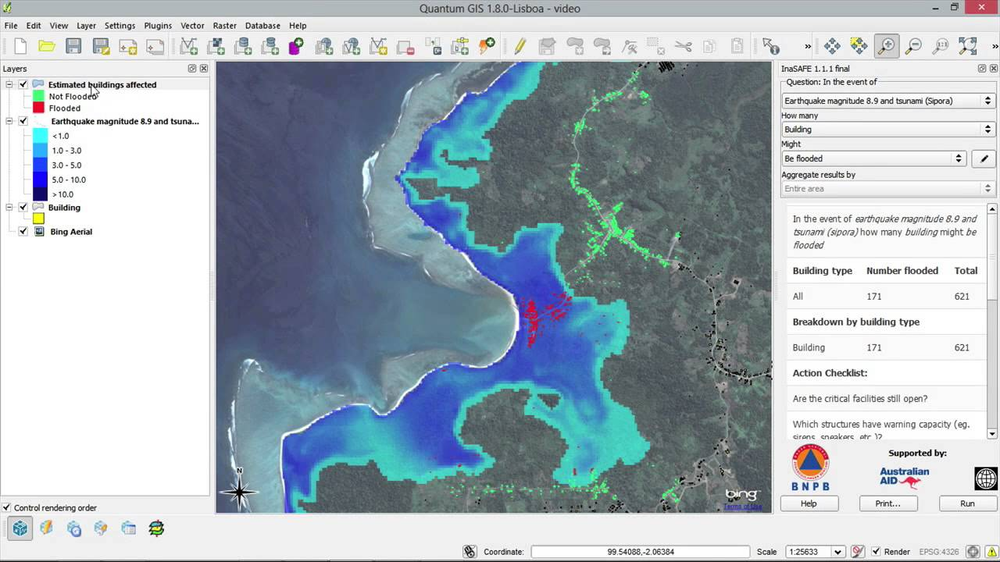 Quantum GIS 1.8.0-Lisboa - video
File Edit View Layer Settings Plugins Vector Raster Database Help
Layers
Estimated buildings affected
Not Flooded
Flooded
Earthquake magnitude 8.9 and tsuna...
<1.0
1.0 - 3.0
3.0 - 5.0
5.0 - 10.0
> 10.0
Building
Bing Aerial
Control rendering order
N
bing
Terms of Use
InaSAFE 1.1.1 final
Question: In the event of
Earthquake magnitude 8.9 and tsunami (Sipora)
How many
Building
Might
Be flooded
Aggregate results by
Entire area
In the event of earthquake magnitude 8.9 and
tsunami (sipora) how many building might be
flooded
Building type Number flooded Total
All 171 621
Breakdown by building type
Building 171 621
Action Checklist:
Are the critical facilities still open?
Which structures have warning capacity (eg.
sirens, speakers, etc.)?
BNPB
Supported by:
Australian
AID
Help Print... Run
Coordinate: 99.54088,-2.06384 Scale 1:25633 Render EPSG:4326